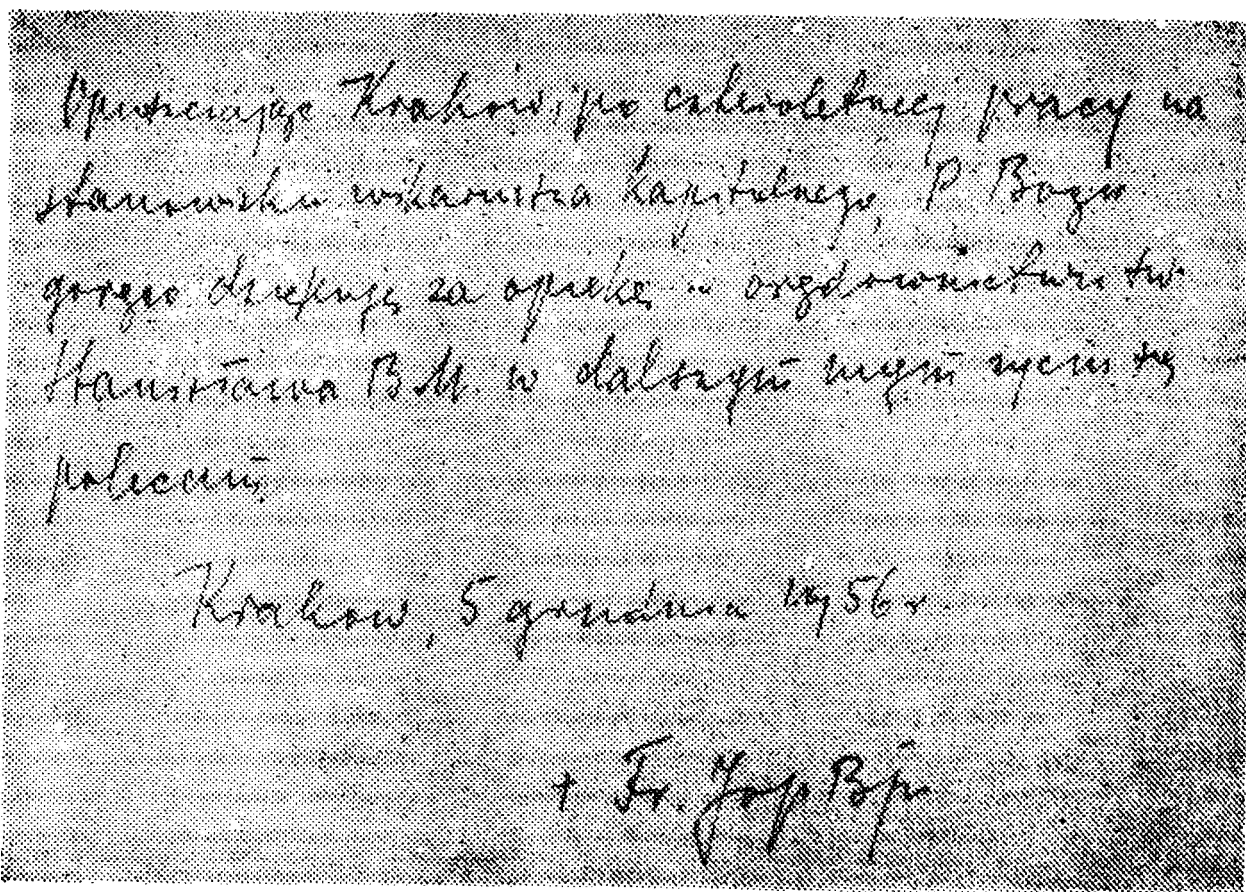 Opuszczając Kraków, po czteroletniej pracy na
stanowisku wikariusza kapitulnego, P. Bogu
gorąco dziękuję za opiekę i orędownictwu św.
Stanisława B M. w dalszym mym życiu się
polecam.
Kraków, 5 grudnia 1956 r.
+ Fr. Jop Bp